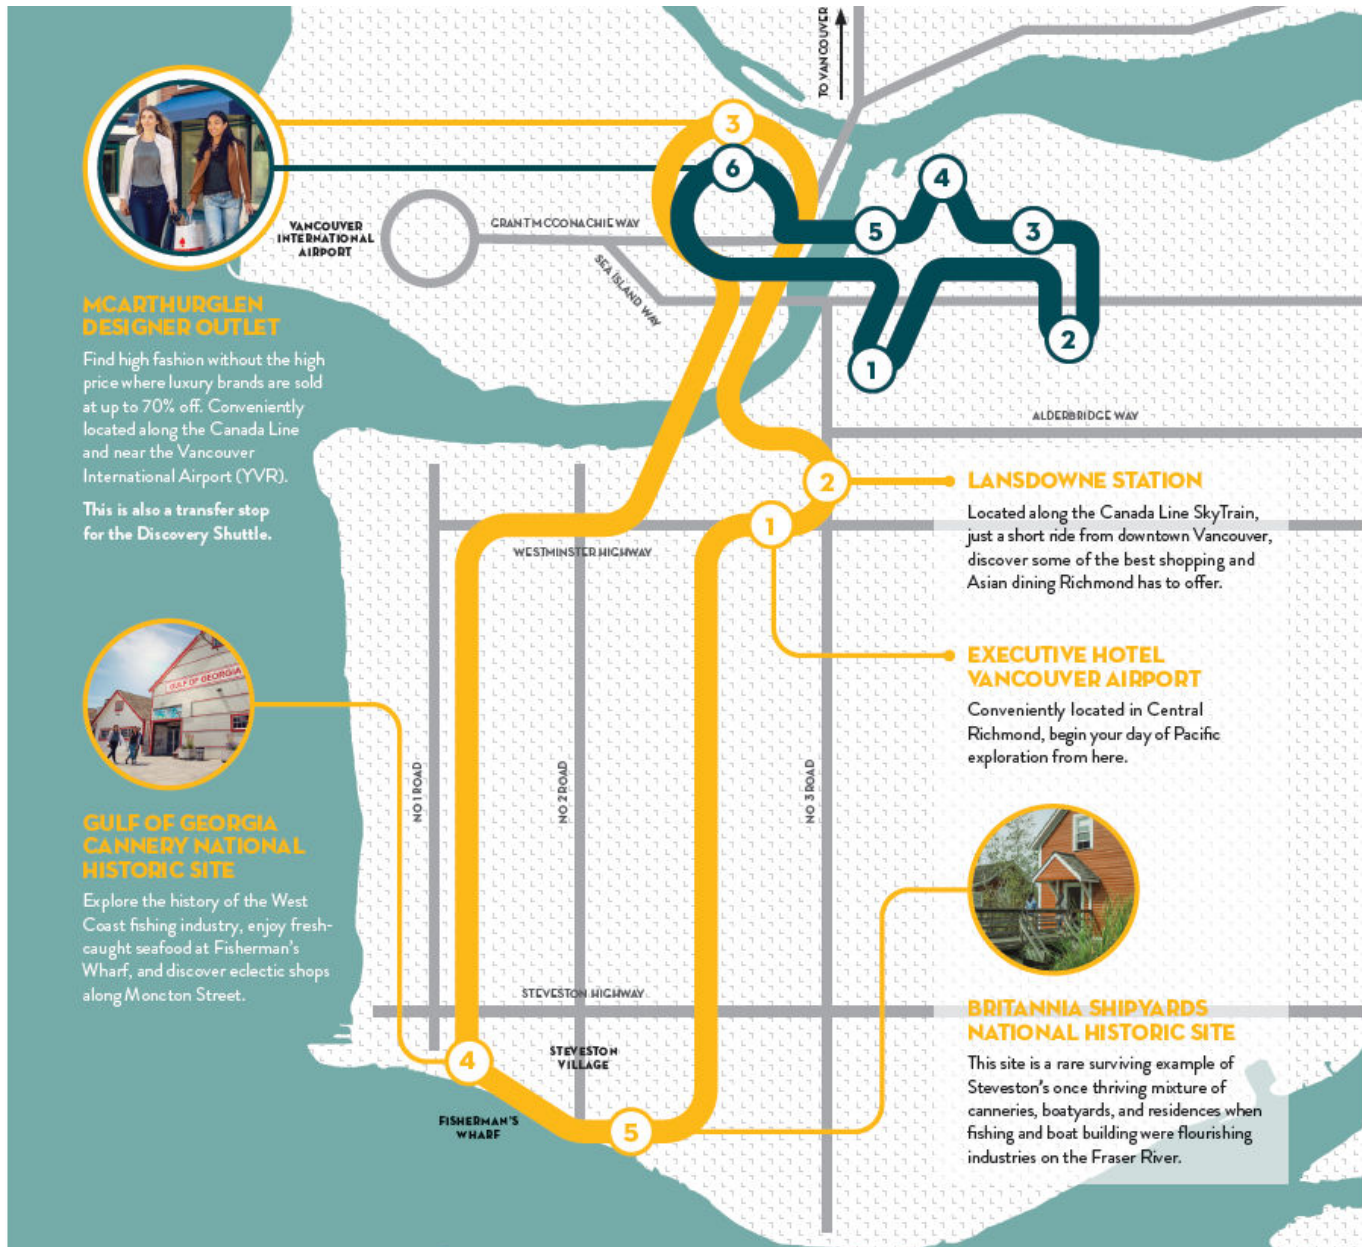 TO VANCOUVER
3
6
4
5
3
2
1
GRANT MCCONACHIE WAY
VANCOUVER
INTERNATIONAL
AIRPORT
SEA ISLAND WAY
MCARTHURGLEN
DESIGNER OUTLET
Find high fashion without the high
price where luxury brands are sold
at up to 70% off. Conveniently
located along the Canada Line
and near the Vancouver
International Airport (YVR).
This is also a transfer stop
for the Discovery Shuttle.
ALDERBRIDGE WAY
2
LANSDOWNE STATION
Located along the Canada Line SkyTrain,
just a short ride from downtown Vancouver,
discover some of the best shopping and
Asian dining Richmond has to offer.
1
WESTMINSTER HIGHWAY
EXECUTIVE HOTEL
VANCOUVER AIRPORT
Conveniently located in Central
Richmond, begin your day of Pacific
exploration from here.
GULF OF GEORGIA
NO 1 ROAD
NO 2 ROAD
NO 3 ROAD
GULF OF GEORGIA
CANNERY NATIONAL
HISTORIC SITE
Explore the history of the West
Coast fishing industry, enjoy fresh-
caught seafood at Fisherman's
Wharf, and discover eclectic shops
along Moncton Street.
STEVESTON HIGHWAY
4
STEVESTON
VILLAGE
FISHERMAN'S
WHARF
5
BRITANNIA SHIPYARDS
NATIONAL HISTORIC SITE
This site is a rare surviving example of
Steveston's once thriving mixture of
canneries, boatyards, and residences when
fishing and boat building were flourishing
industries on the Fraser River.